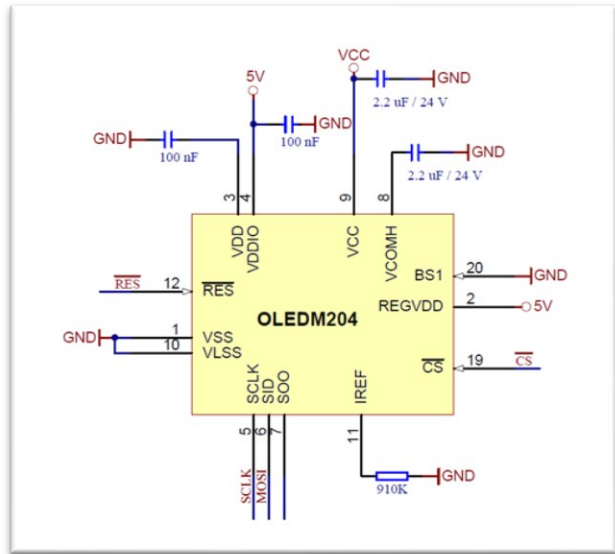 VCC
5V
GND
2.2 uF / 24 V
GND
100 nF
GND
100 nF
GND
2.2 uF / 24 V
3
4
9
8
VDD
VDDIO
VCC
VCOMH
BS1
20
GND
RES
12
RES
REGVDD
2
5V
OLEDM204
GND
1
VSS
10
VLSS
CS
19
CS
SCLK
SID
SOO
IREF
5
6
7
11
SCLK
MOSI
910K
GND